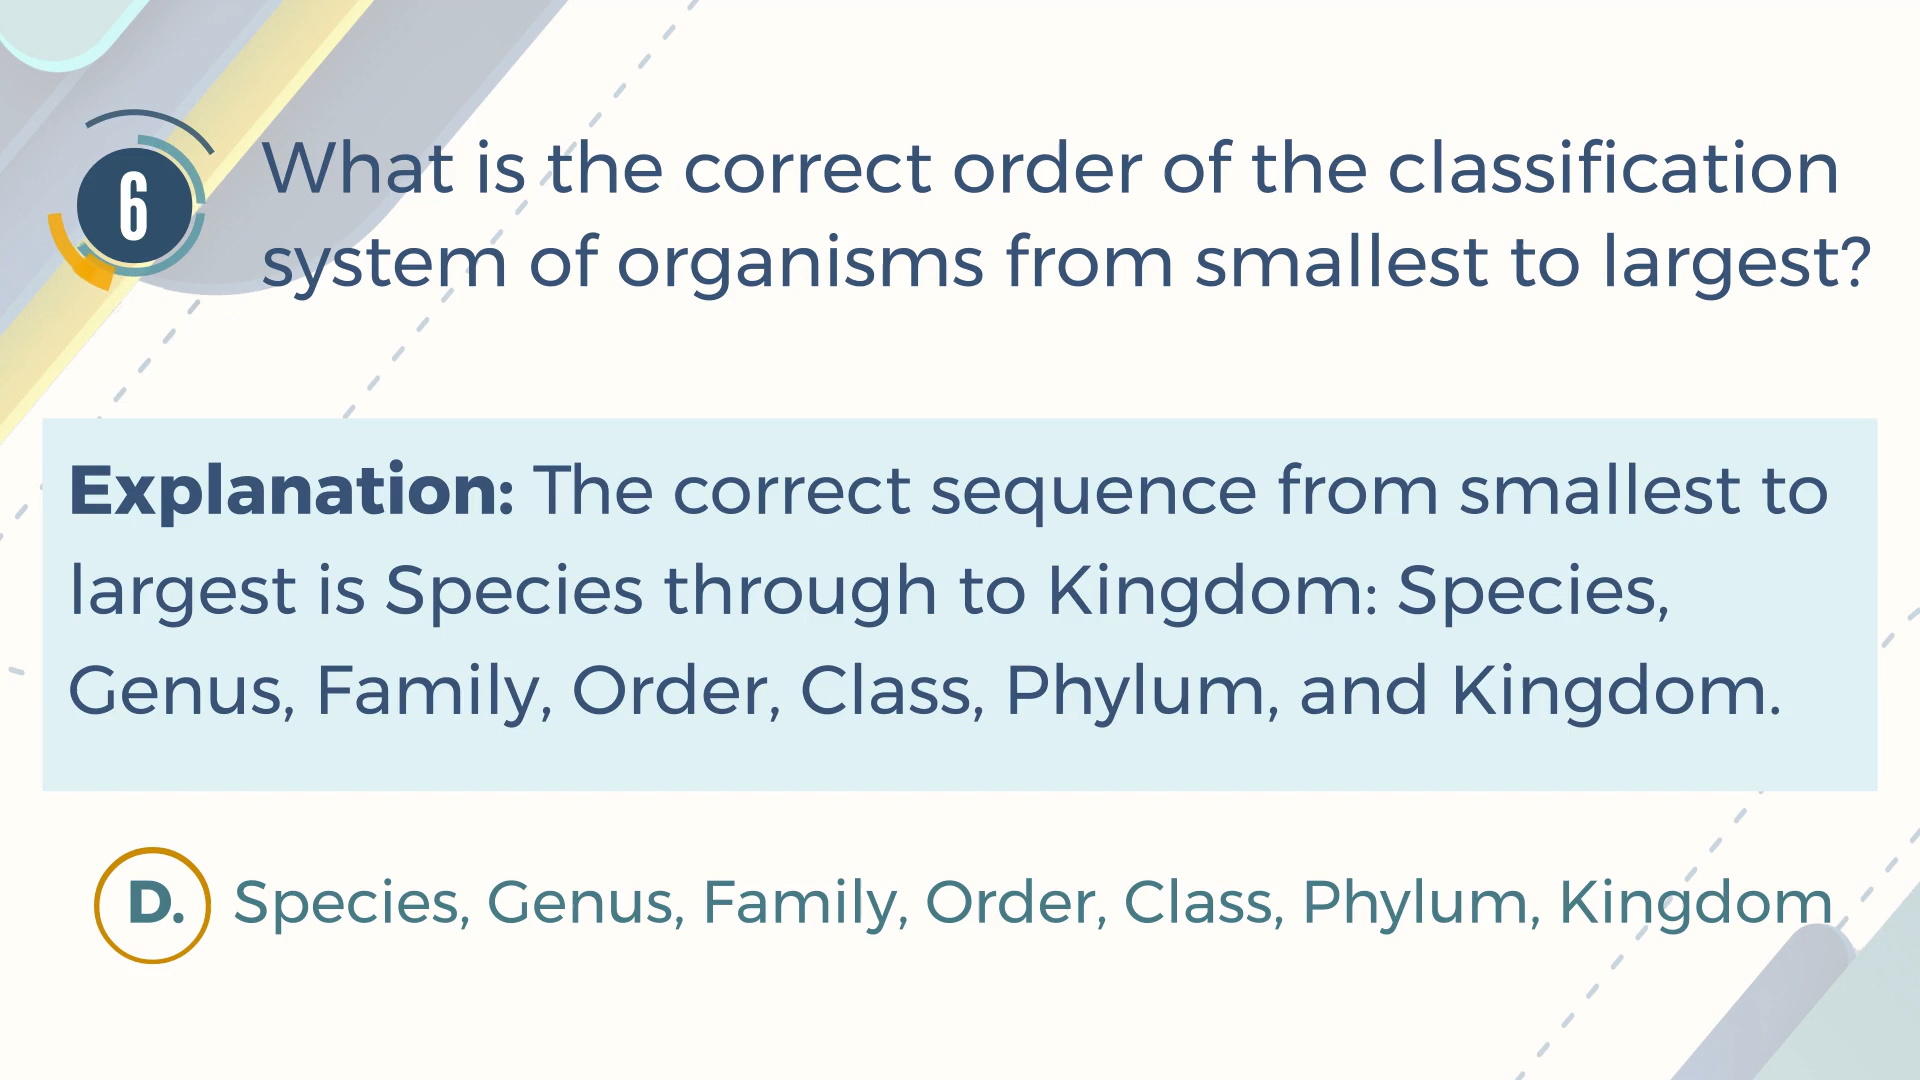 6
What is the correct order of the classification
system of organisms from smallest to largest?
Explanation: The correct sequence from smallest to
largest is Species through to Kingdom: Species,
Genus, Family, Order, Class, Phylum, and Kingdom.
D. Species, Genus, Family, Order, Class, Phylum, Kingdom